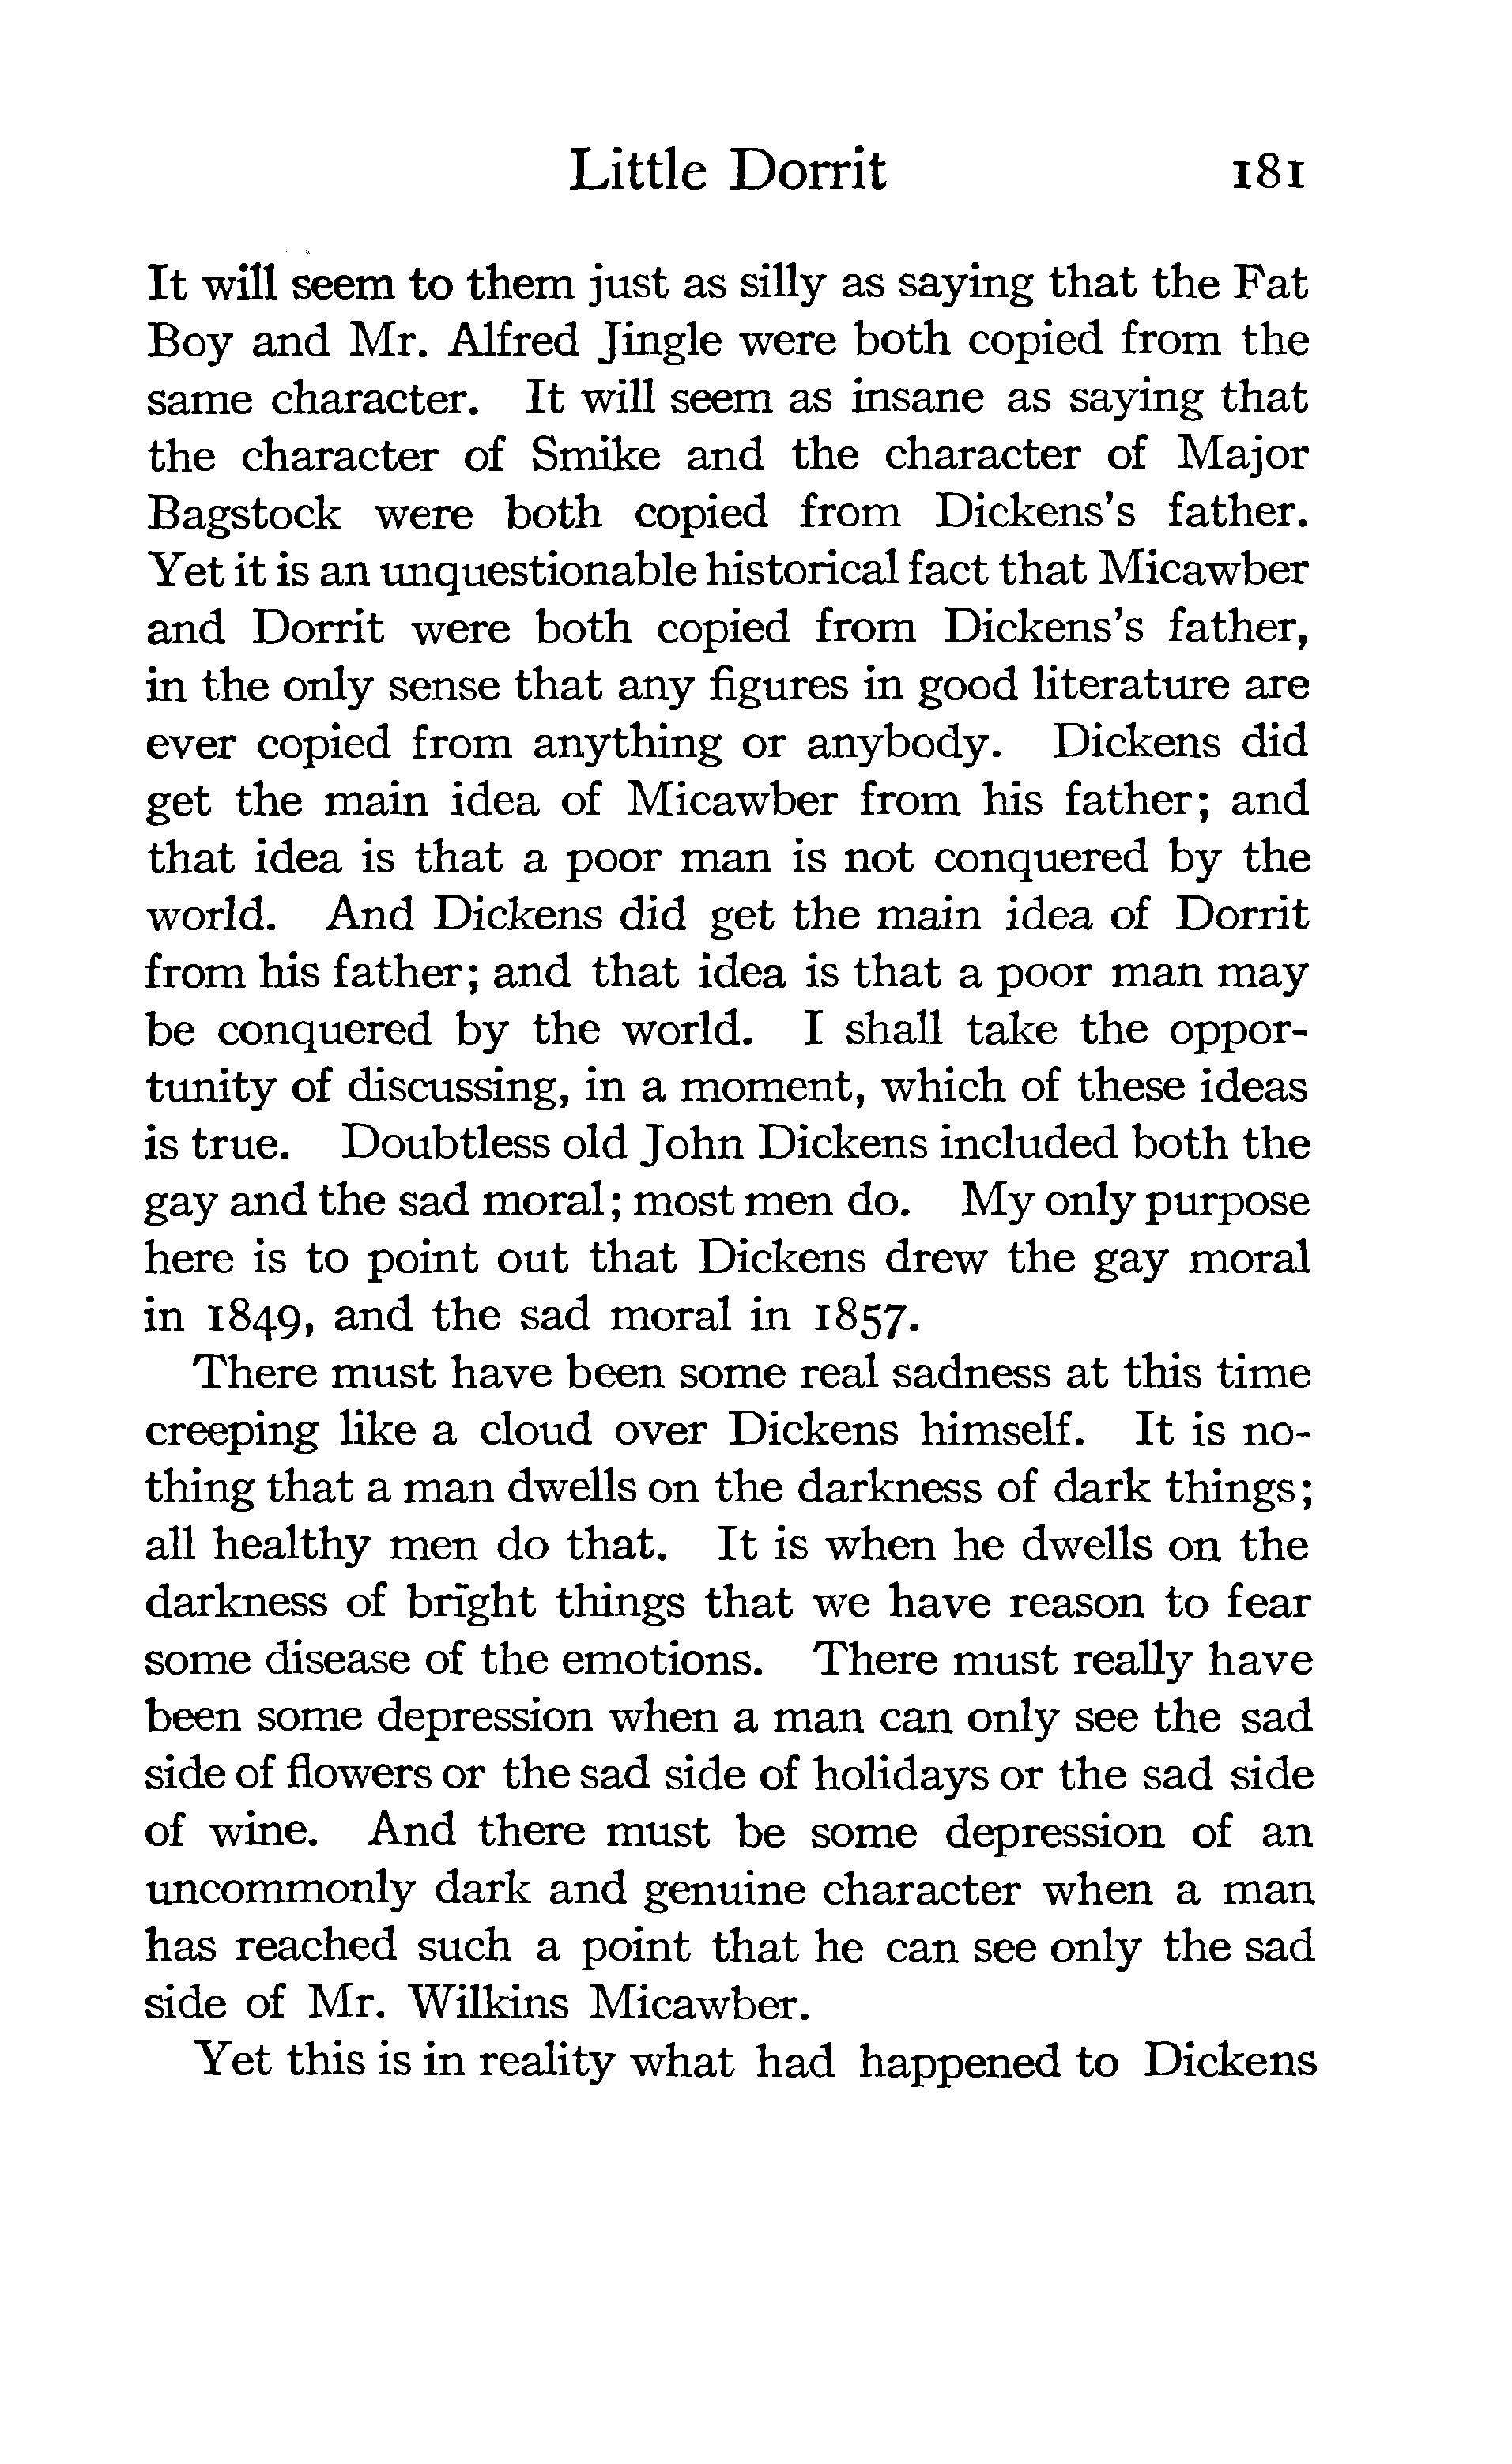 Little Dorrit 181
It will seem to them just as silly as saying that the Fat
Boy and Mr. Alfred Jingle were both copied from the
same character. It will seem as insane as saying that
the character of Smike and the character of Major
Bagstock were both copied from Dickens's father.
Yet it is an unquestionable historical fact that Micawber
and Dorrit were both copied from Dickens's father,
in the only sense that any figures in good literature are
ever copied from anything or anybody. Dickens did
get the main idea of Micawber from his father; and
that idea is that a poor man is not conquered by the
world. And Dickens did get the main idea of Dorrit
from his father; and that idea is that a poor man may
be conquered by the world. I shall take the oppor-
tunity of discussing, in a moment, which of these ideas
is true. Doubtless old John Dickens included both the
gay and the sad moral; most men do. My only purpose
here is to point out that Dickens drew the gay moral
in 1849, and the sad moral in 1857.
There must have been some real sadness at this time
creeping like a cloud over Dickens himself. It is no-
thing that a man dwells on the darkness of dark things;
all healthy men do that. It is when he dwells on the
darkness of bright things that we have reason to fear
some disease of the emotions. There must really have
been some depression when a man can only see the sad
side of flowers or the sad side of holidays or the sad side
of wine. And there must be some depression of an
uncommonly dark and genuine character when a man
has reached such a point that he can see only the sad
side of Mr. Wilkins Micawber.
Yet this is in reality what had happened to Dickens